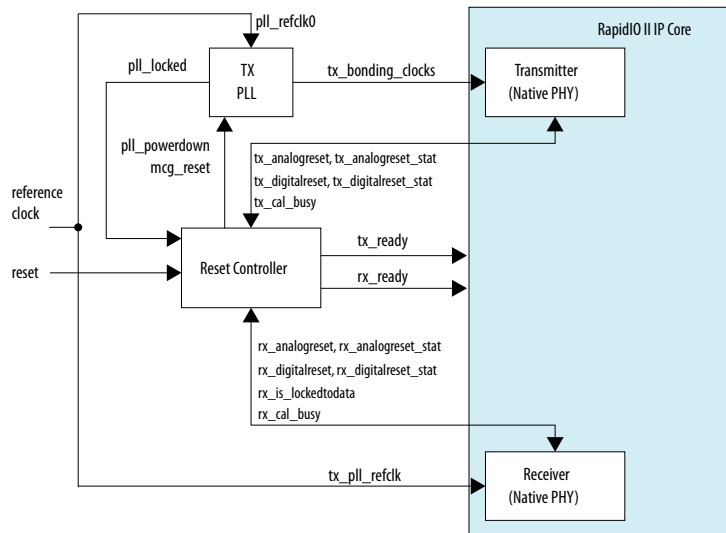 pll_refclk0
RapidIO II IP Core
pll_locked
TX
PLL
tx_bonding_clocks
Transmitter
(Native PHY)
pll_powerdown
mcg_reset
tx_analogreset, tx_analogreset_stat
tx_digitalreset, tx_digitalreset_stat
tx_cal_busy
reference
clock
reset
Reset Controller
tx_ready
rx_ready
rx_analogreset, rx_analogreset_stat
rx_digitalreset, rx_digitalreset_stat
rx_is_lockedtodata
rx_cal_busy
tx_pll_refclk
Receiver
(Native PHY)